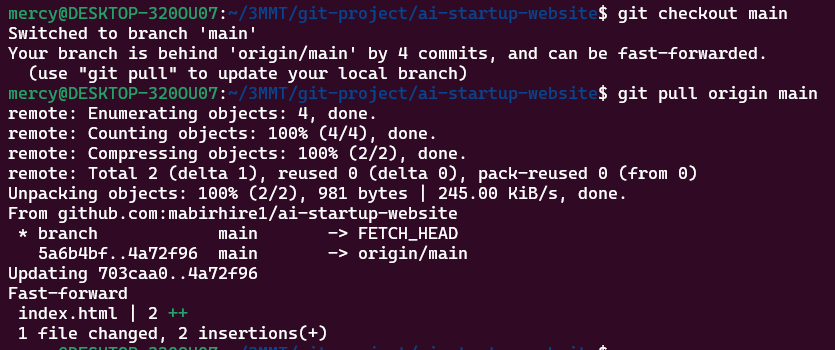 mercy@DESKTOP-320OU07:~/3MMT/git-project/ai-startup-website$ git checkout main
Switched to branch 'main'
Your branch is behind 'origin/main' by 4 commits, and can be fast-forwarded.
  (use "git pull" to update your local branch)
mercy@DESKTOP-320OU07:~/3MMT/git-project/ai-startup-website$ git pull origin main
remote: Enumerating objects: 4, done.
remote: Counting objects: 100% (4/4), done.
remote: Compressing objects: 100% (2/2), done.
remote: Total 2 (delta 1), reused 0 (delta 0), pack-reused 0 (from 0)
Unpacking objects: 100% (2/2), 981 bytes | 245.00 KiB/s, done.
From github.com:mabirhire1/ai-startup-website
 * branch            main       -> FETCH_HEAD
   5a6b4bf..4a72f96  main       -> origin/main
Updating 703caa0..4a72f96
Fast-forward
 index.html | 2 ++
 1 file changed, 2 insertions(+)